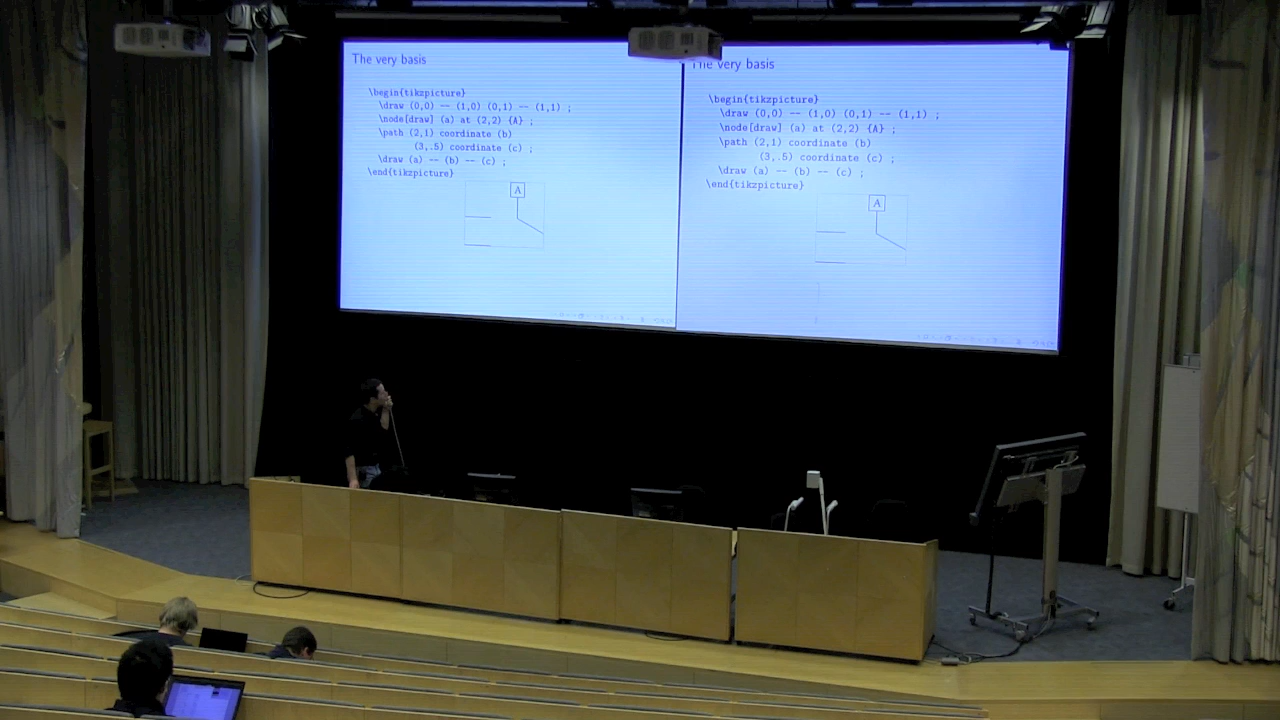 The very basis
\begin{tikzpicture}
\draw (0,0) -- (1,0) (0,1) -- (1,1) ;
\node[draw] (a) at (2,2) {A} ;
\path (2,1) coordinate (b)
(3,.5) coordinate (c) ;
\draw (a) -- (b) -- (c) ;
\end{tikzpicture}
A
The very basis
\begin{tikzpicture}
\draw (0,0) -- (1,0) (0,1) -- (1,1) ;
\node[draw] (a) at (2,2) {A} ;
\path (2,1) coordinate (b)
(3,.5) coordinate (c) ;
\draw (a) -- (b) -- (c) ;
\end{tikzpicture}
A